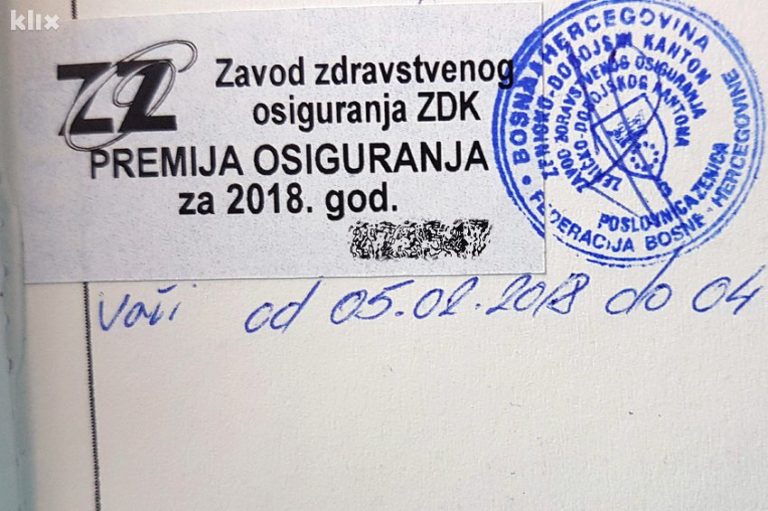 klix
ZZO
Zavod zdravstvenog
osiguranja ZDK
PREMIJA OSIGURANJA
za 2018. god.
BOSNA I HERCEGOVINA
FEDERACIJA BOSNE I HERCEGOVINE
ZENIČKO-DOBOJSKI KANTON
ZAVOD ZDRAVSTVENOG OSIGURANJA
ZENIČKO-DOBOJSKOG KANTONA
POSLOVNICA ZENICA
važi od 05.02.2018 do 04